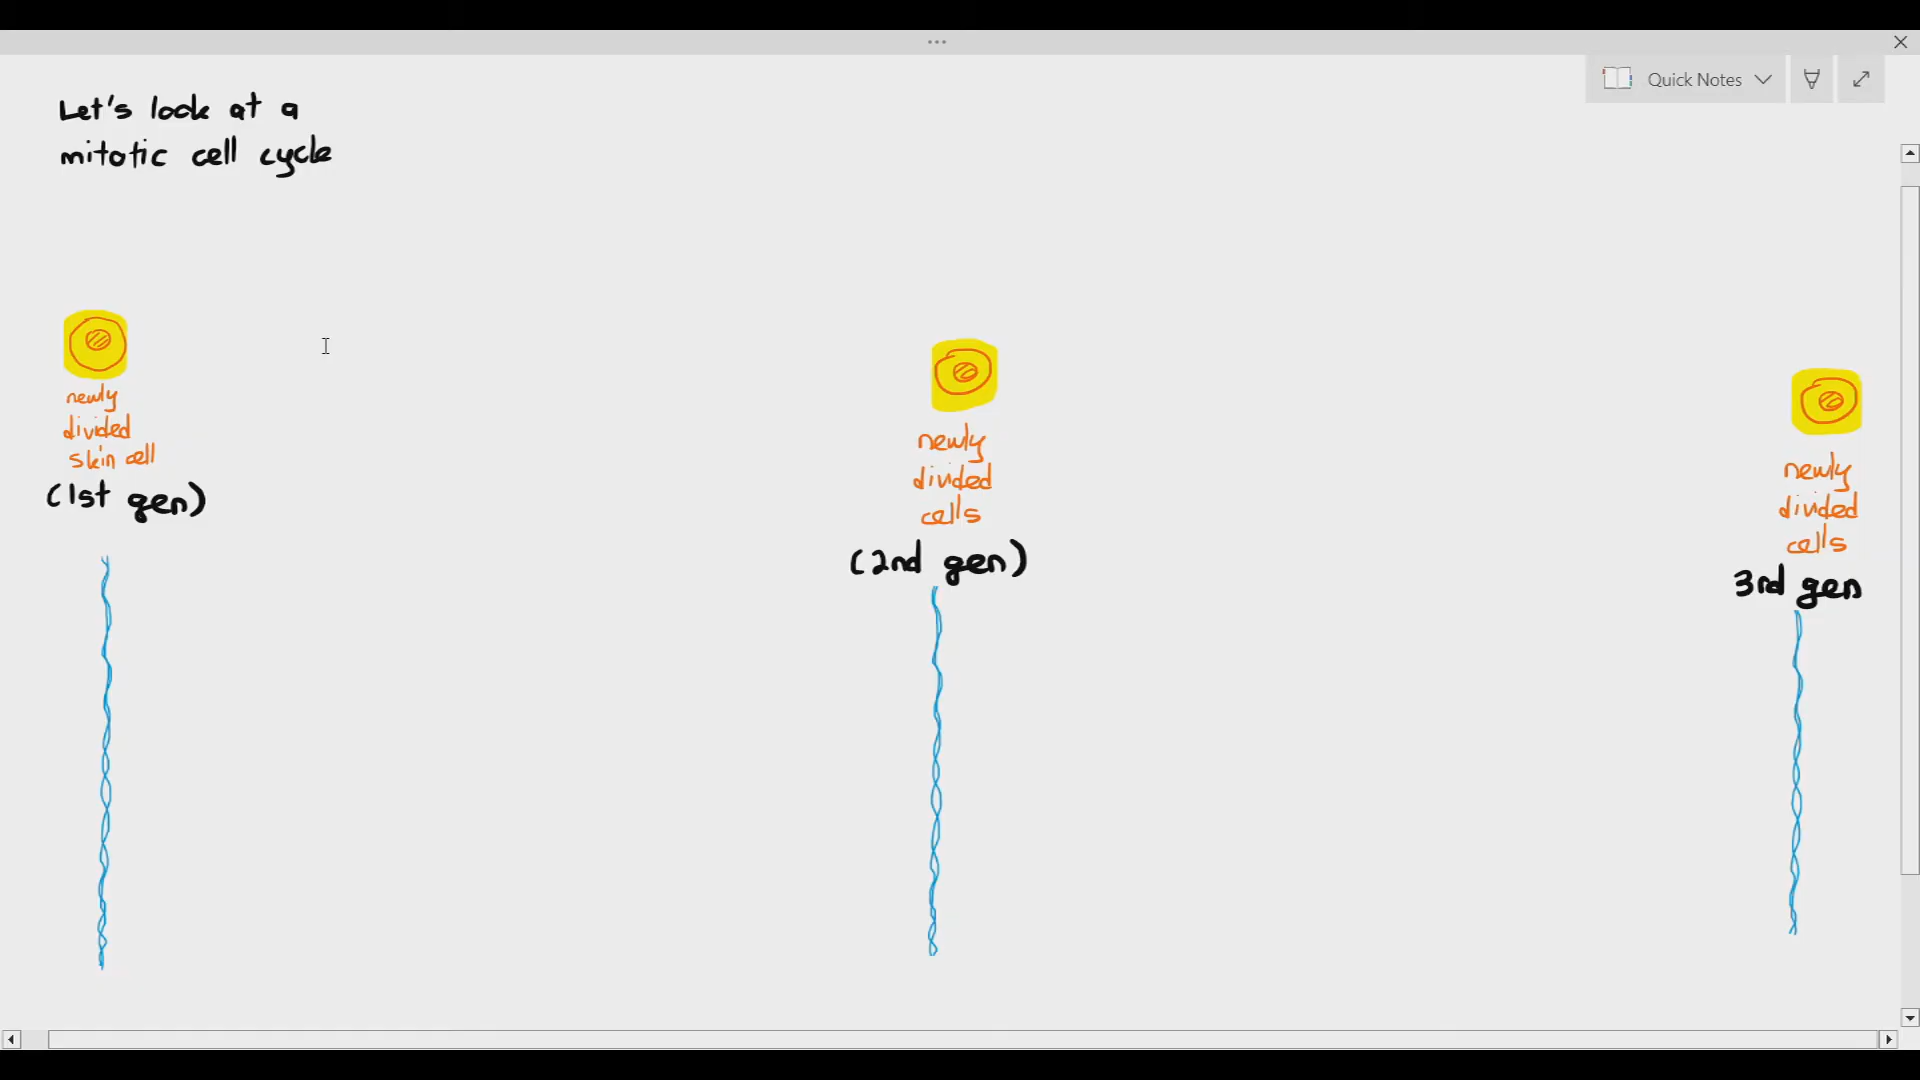 Quick Notes
Let's look at a
mitotic cell cycle
newly
divided
skin cell
(1st gen)
newly
divided
cells
(2nd gen)
newly
divided
cells
3rd gen